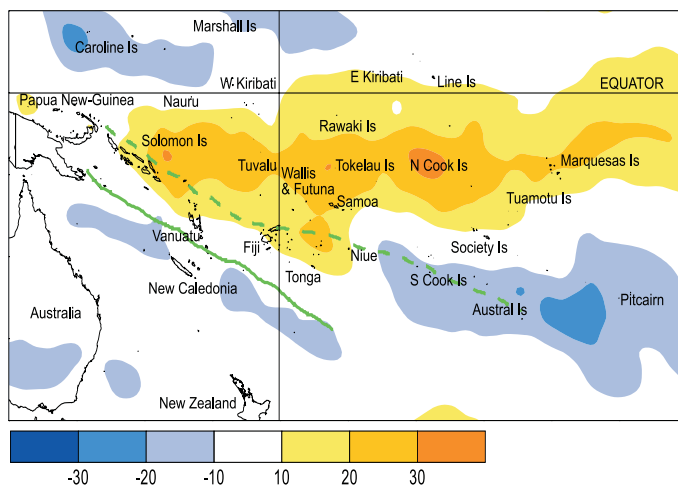 Marshall Is
Caroline Is
W Kiribati
E Kiribati
Line Is
EQUATOR
Papua New-Guinea
Nauru
Rawaki Is
Solomon Is
Tuvalu
Wallis
& Futuna
Tokelau Is
N Cook Is
Marquesas Is
Samoa
Tuamotu Is
Vanuatu
Fiji
Niue
Society Is
Tonga
New Caledonia
S Cook Is
Austral Is
Pitcairn
Australia
New Zealand
-30 -20 -10 10 20 30